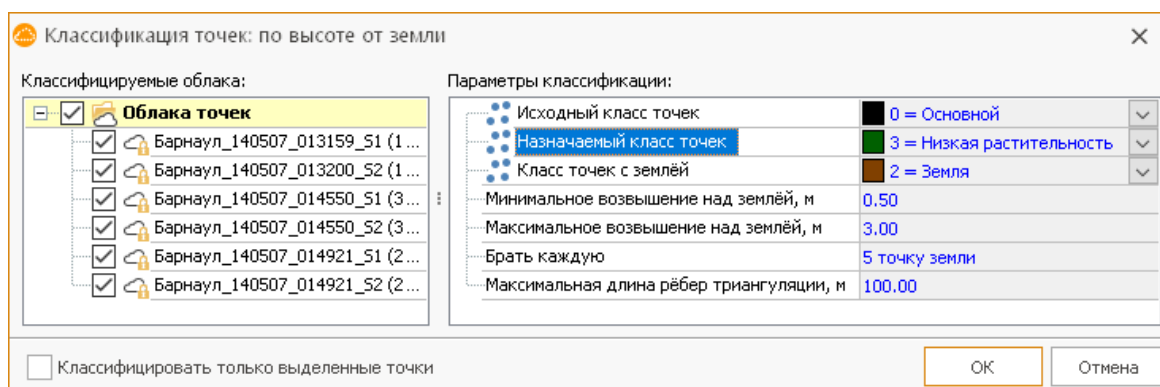 Классификация точек: по высоте от земли
Классифицируемые облака:
Облака точек
Барнаул_140507_013159_S1 (1...
Барнаул_140507_013200_S2 (1...
Барнаул_140507_014550_S1 (3...
Барнаул_140507_014550_S2 (3...
Барнаул_140507_014921_S1 (2...
Барнаул_140507_014921_S2 (2...
Параметры классификации:
Исходный класс точек 0 = Основной
Назначаемый класс точек 3 = Низкая растительность
Класс точек с землёй 2 = Земля
Минимальное возвышение над землёй, м 0.50
Максимальное возвышение над землёй, м 3.00
Брать каждую 5 точку земли
Максимальная длина рёбер триангуляции, м 100.00
Классифицировать только выделенные точки
ОК
Отмена